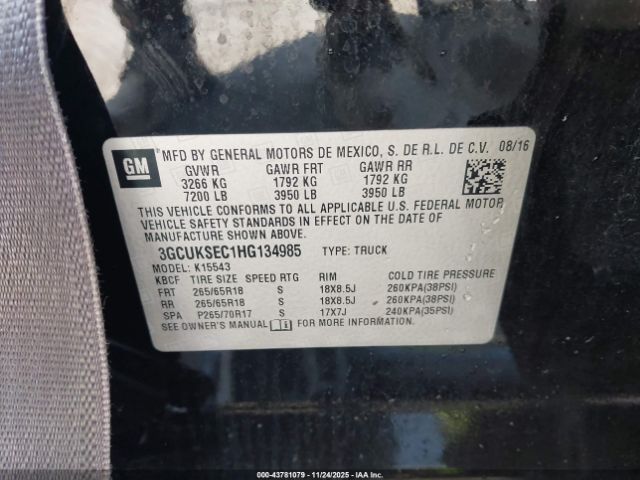 GM MFD BY GENERAL MOTORS DE MEXICO, S. DE R.L. DE C.V. 08/16
GVWR GAWR FRT GAWR RR
3266 KG 1792 KG 1792 KG
7200 LB 3950 LB 3950 LB
THIS VEHICLE CONFORMS TO ALL APPLICABLE U.S. FEDERAL MOTOR
VEHICLE SAFETY STANDARDS IN EFFECT ON THE DATE OF
MANUFACTURE SHOWN ABOVE.
3GCUKSEC1HG134985 TYPE: TRUCK
MODEL: K15543
KBCF TIRE SIZE SPEED RTG RIM COLD TIRE PRESSURE
FRT 265/65R18 S 18X8.5J 260KPA(38PSI)
RR 265/65R18 S 18X8.5J 260KPA(38PSI)
SPA P265/70R17 S 17X7J 240KPA(35PSI)
SEE OWNER'S MANUAL FOR MORE INFORMATION.
000-43781079 - 11/24/2025 - COPYRIGHT IAA, LLC.